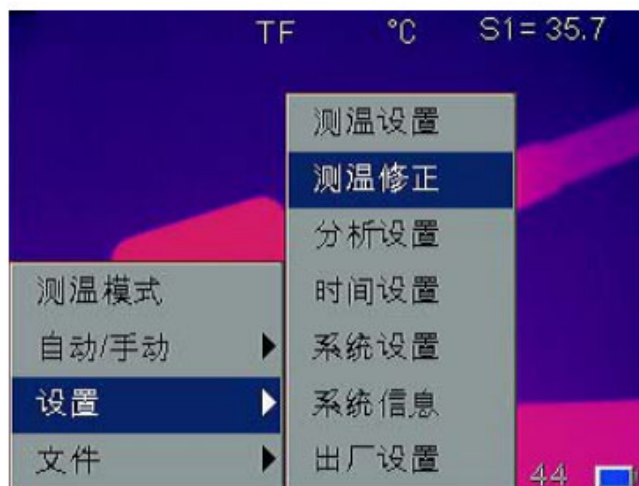 TF °C S1= 35.7
测温设置
测温修正
分析设置
时间设置
系统设置
系统信息
出厂设置
测温模式
自动/手动
设置
文件
44